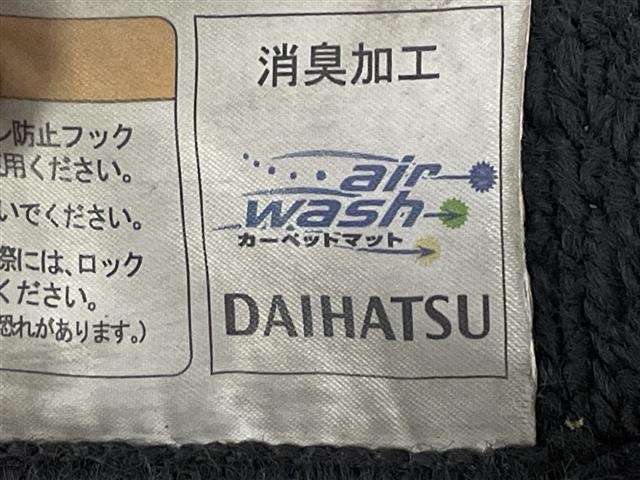 ン防止フック
用ください。
いでください。
際には、ロック
ください。
恐れがあります。)
消臭加工
air
wash
カーペッドマット
DAIHATSU